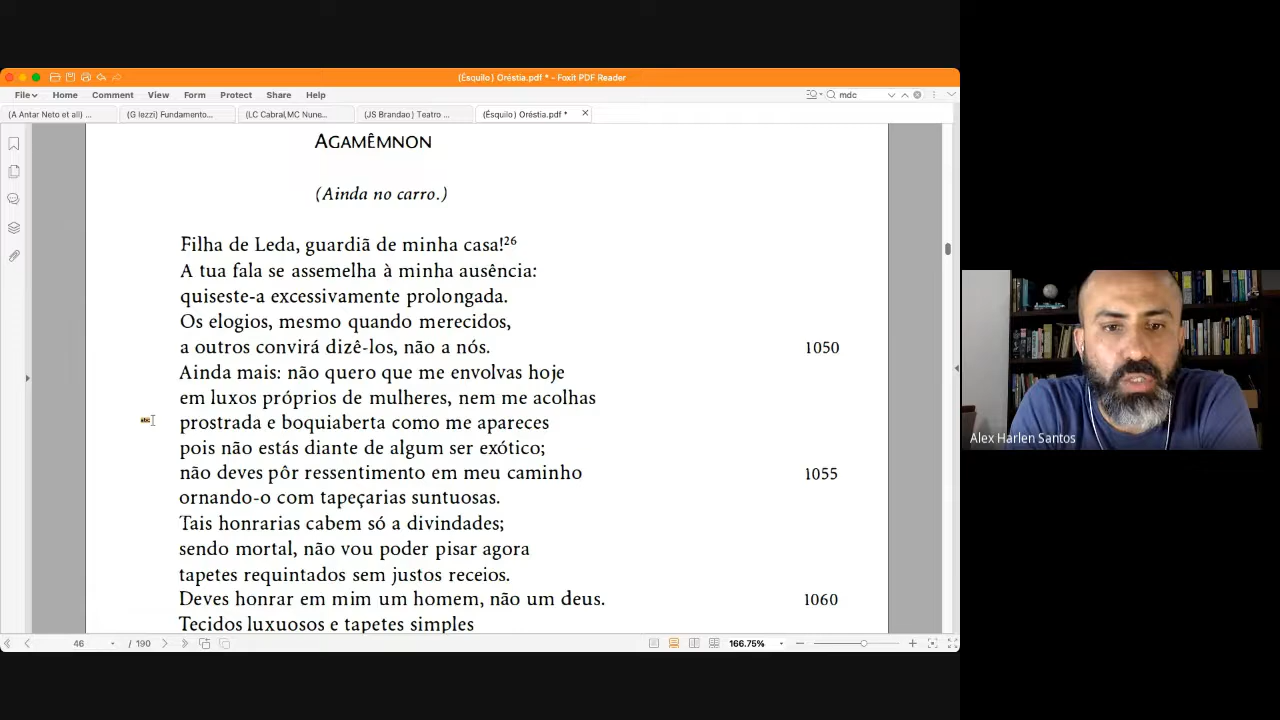 (Ésquilo) Oréstia.pdf * - Foxit PDF Reader
File Home Comment View Form Protect Share Help mdc
(A Antar Neto et all) ... (G Iezzi) Fundamento... (LC Cabral,MC Nune... (JS Brandao) Teatro ... (Ésquilo) Oréstia.pdf *
AGAMÊMNON
(Ainda no carro.)
Filha de Leda, guardiã de minha casa!26
A tua fala se assemelha à minha ausência:
quiseste-a excessivamente prolongada.
Os elogios, mesmo quando merecidos,
a outros convirá dizê-los, não a nós. 1050
Ainda mais: não quero que me envolvas hoje
em luxos próprios de mulheres, nem me acolhas
prostrada e boquiaberta como me apareces
pois não estás diante de algum ser exótico;
não deves pôr ressentimento em meu caminho 1055
ornando-o com tapeçarias suntuosas.
Tais honrarias cabem só a divindades;
sendo mortal, não vou poder pisar agora
tapetes requintados sem justos receios.
Deves honrar em mim um homem, não um deus. 1060
Tecidos luxuosos e tapetes simples
46 / 190 166.75%
Alex Harlen Santos